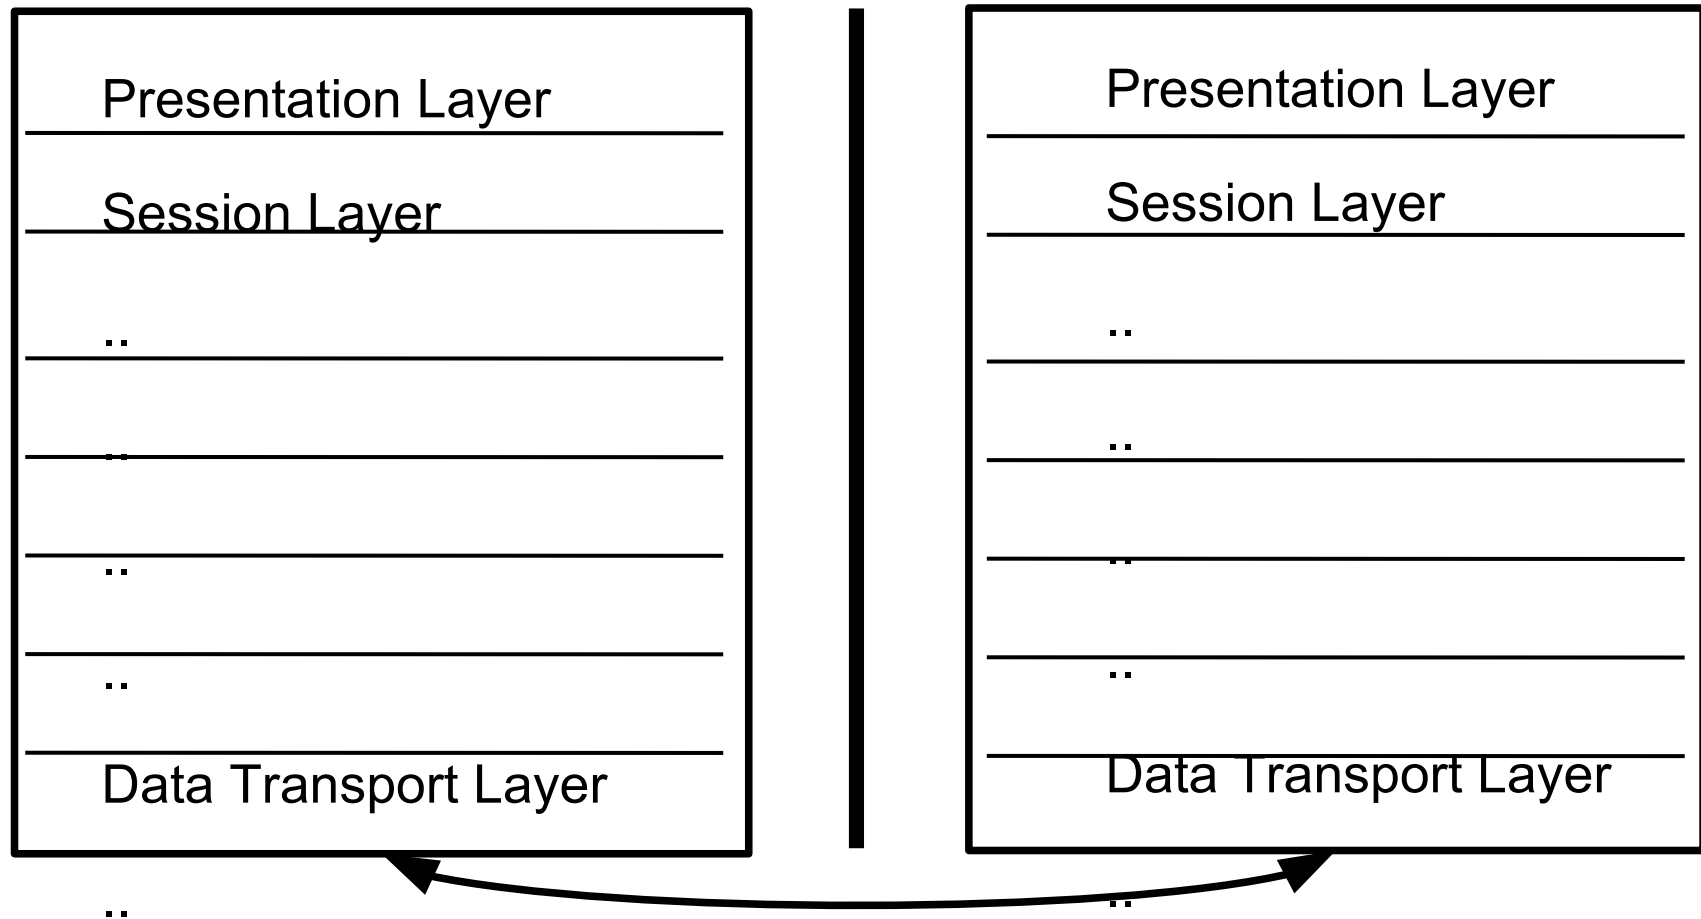 Presentation Layer
Session Layer
..
..
..
..
Data Transport Layer
..
Presentation Layer
Session Layer
..
..
..
..
Data Transport Layer
..